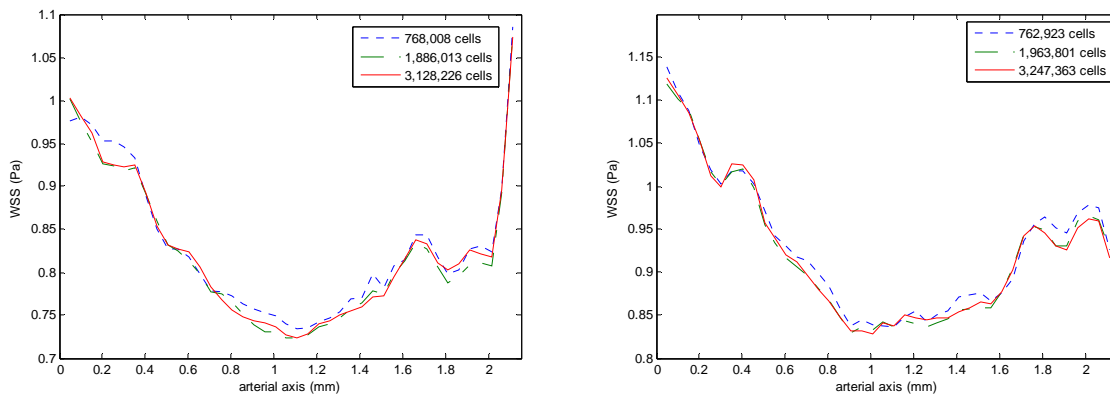 1.1
1.05
1
0.95
0.9
0.85
0.8
0.75
0.7
WSS (Pa)
0 0.2 0.4 0.6 0.8 1 1.2 1.4 1.6 1.8 2
arterial axis (mm)
768,008 cells
1,886,013 cells
3,128,226 cells
1.15
1.1
1.05
1
0.95
0.9
0.85
0.8
WSS (Pa)
0 0.2 0.4 0.6 0.8 1 1.2 1.4 1.6 1.8 2
arterial axis (mm)
762,923 cells
1,963,801 cells
3,247,363 cells